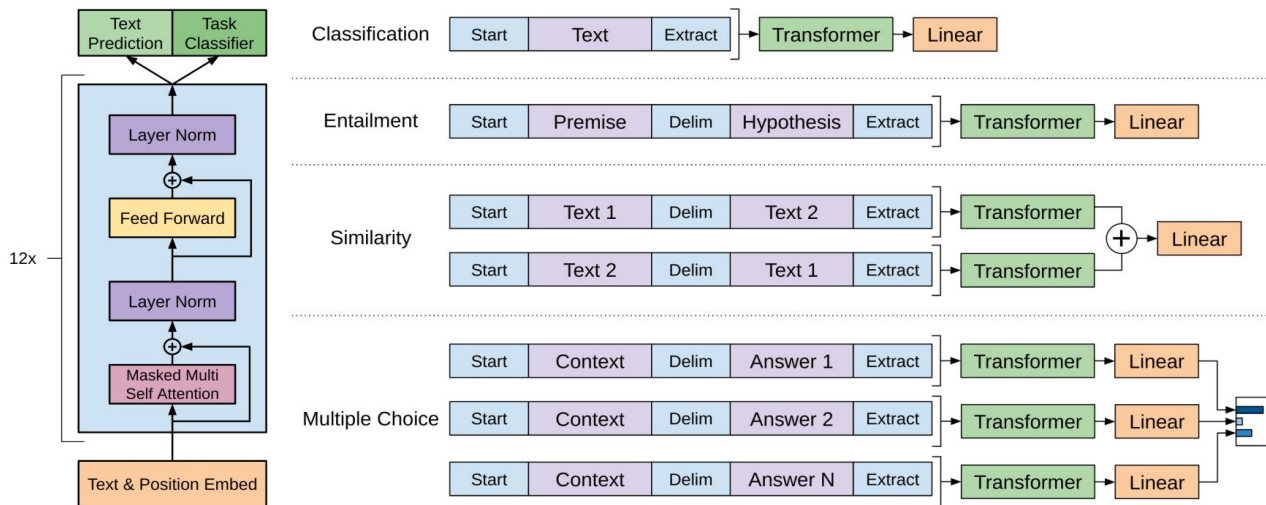 Text
Prediction
Task
Classifier
Layer Norm
+
Feed Forward
12x
Layer Norm
+
Masked Multi
Self Attention
Text & Position Embed
Classification
Start Text Extract Transformer Linear
Entailment
Start Premise Delim Hypothesis Extract Transformer Linear
Similarity
Start Text 1 Delim Text 2 Extract Transformer
+ Linear
Start Text 2 Delim Text 1 Extract Transformer
Multiple Choice
Start Context Delim Answer 1 Extract Transformer Linear
Start Context Delim Answer 2 Extract Transformer Linear
Start Context Delim Answer N Extract Transformer Linear